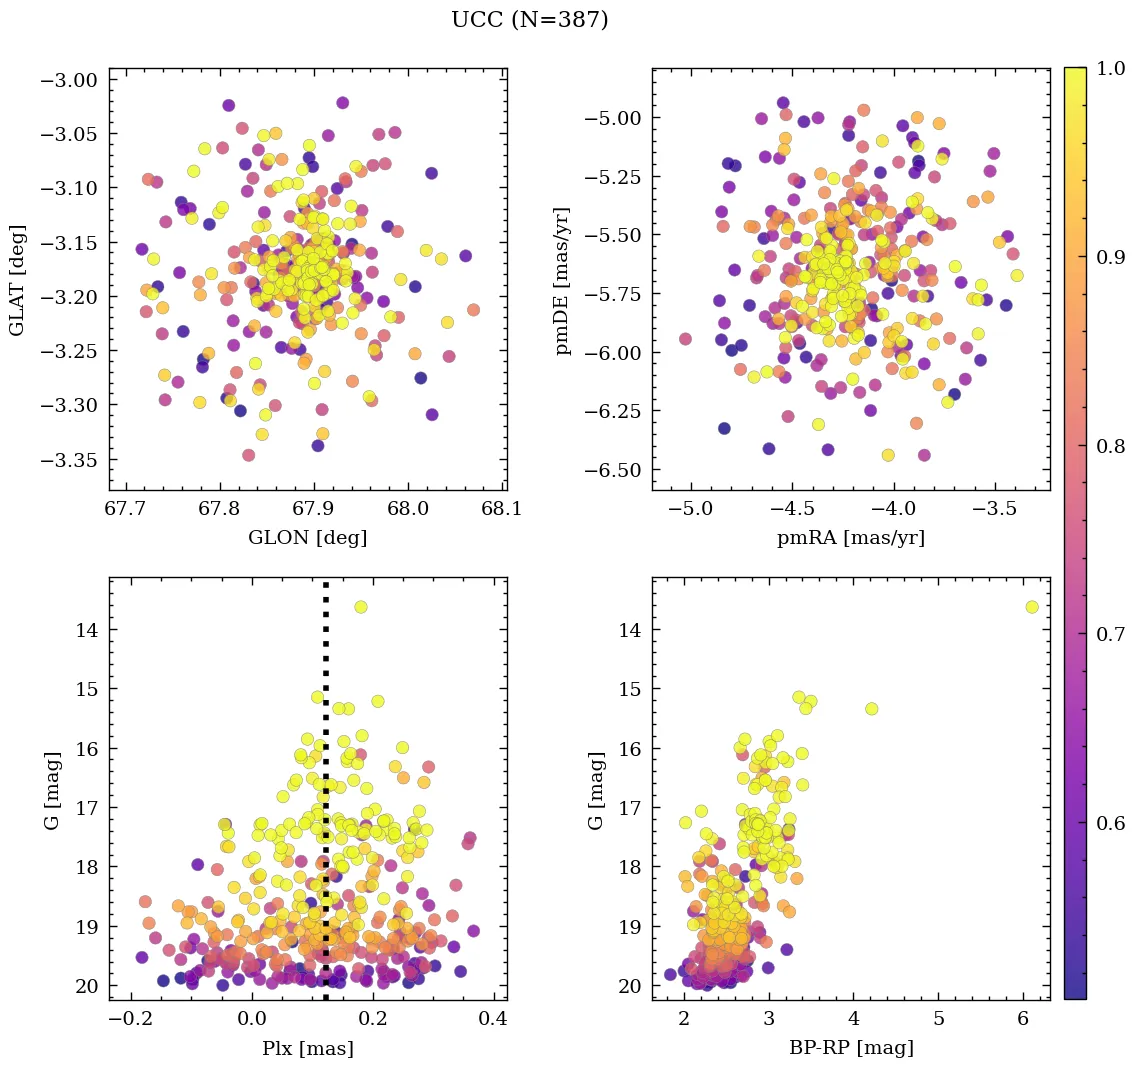 UCC (N=387)
−3.00
−3.05
−3.10
−3.15
−3.20
−3.25
−3.30
−3.35
GLAT [deg]
67.7 67.8 67.9 68.0 68.1
GLON [deg]
−5.00
−5.25
−5.50
−5.75
−6.00
−6.25
−6.50
pmDE [mas/yr]
−5.0 −4.5 −4.0 −3.5
pmRA [mas/yr]
14
15
16
17
18
19
20
G [mag]
−0.2 0.0 0.2 0.4
Plx [mas]
14
15
16
17
18
19
20
G [mag]
2 3 4 5 6
BP-RP [mag]
1.0
0.9
0.8
0.7
0.6